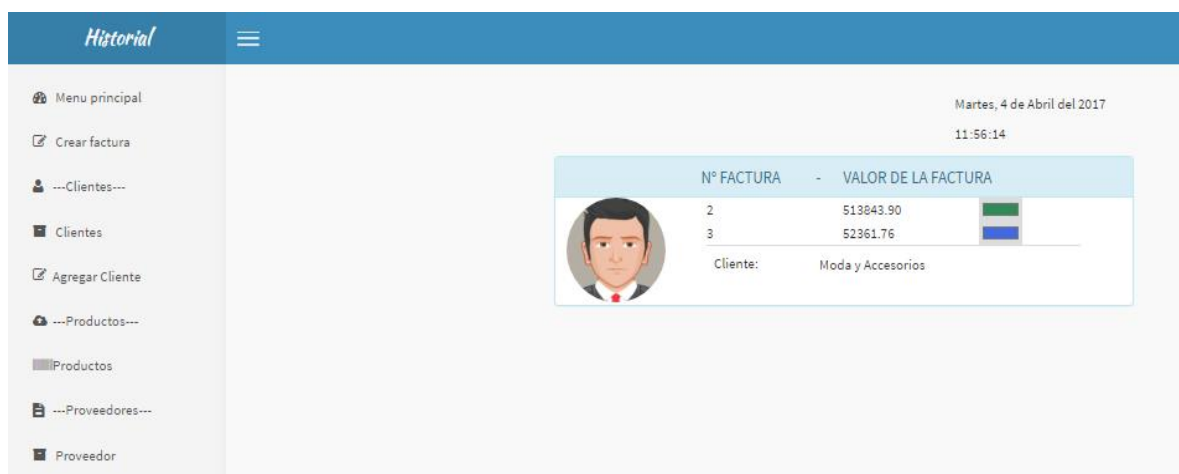 Historial
Menu principal
Crear factura
---Clientes---
Clientes
Agregar Cliente
---Productos---
Productos
---Proveedores---
Proveedor
Martes, 4 de Abril del 2017
11:56:14
Nº FACTURA - VALOR DE LA FACTURA
2 513843.90
3 52361.76
Cliente: Moda y Accesorios